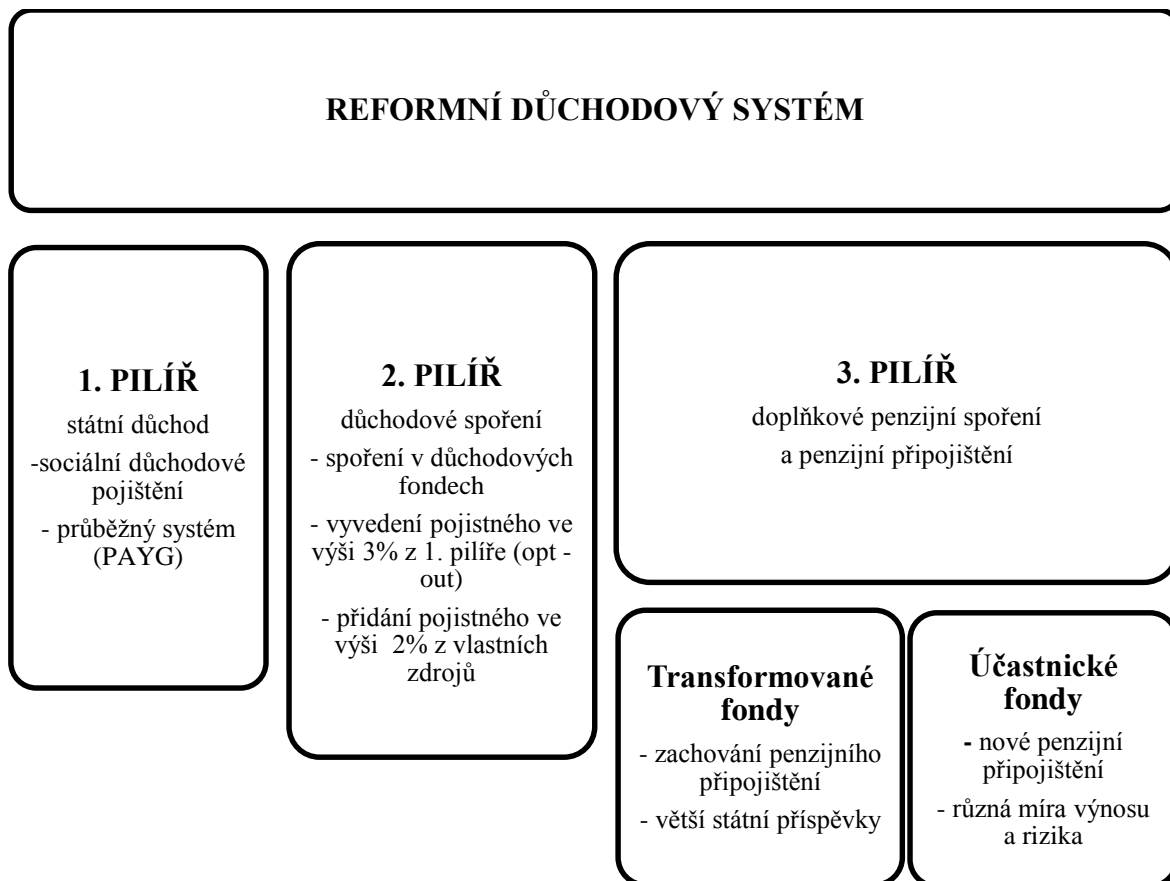 REFORMNÍ DŮCHODOVÝ SYSTÉM
1. PILÍŘ
státní důchod
-sociální důchodové
pojištění
- průběžný systém
(PAYG)
2. PILÍŘ
důchodové spoření
- spoření v důchodových
fondech
- vyvedení pojistného ve
výši 3% z 1. pilíře (opt -
out)
- přidání pojistného ve
výši  2% z vlastních
zdrojů
3. PILÍŘ
doplňkové penzijní spoření
a penzijní připojištění
Transformované
fondy
- zachování penzijního
připojištění
- větší státní příspěvky
Účastnické
fondy
- nové penzijní
připojištění
- různá míra výnosu
a rizika